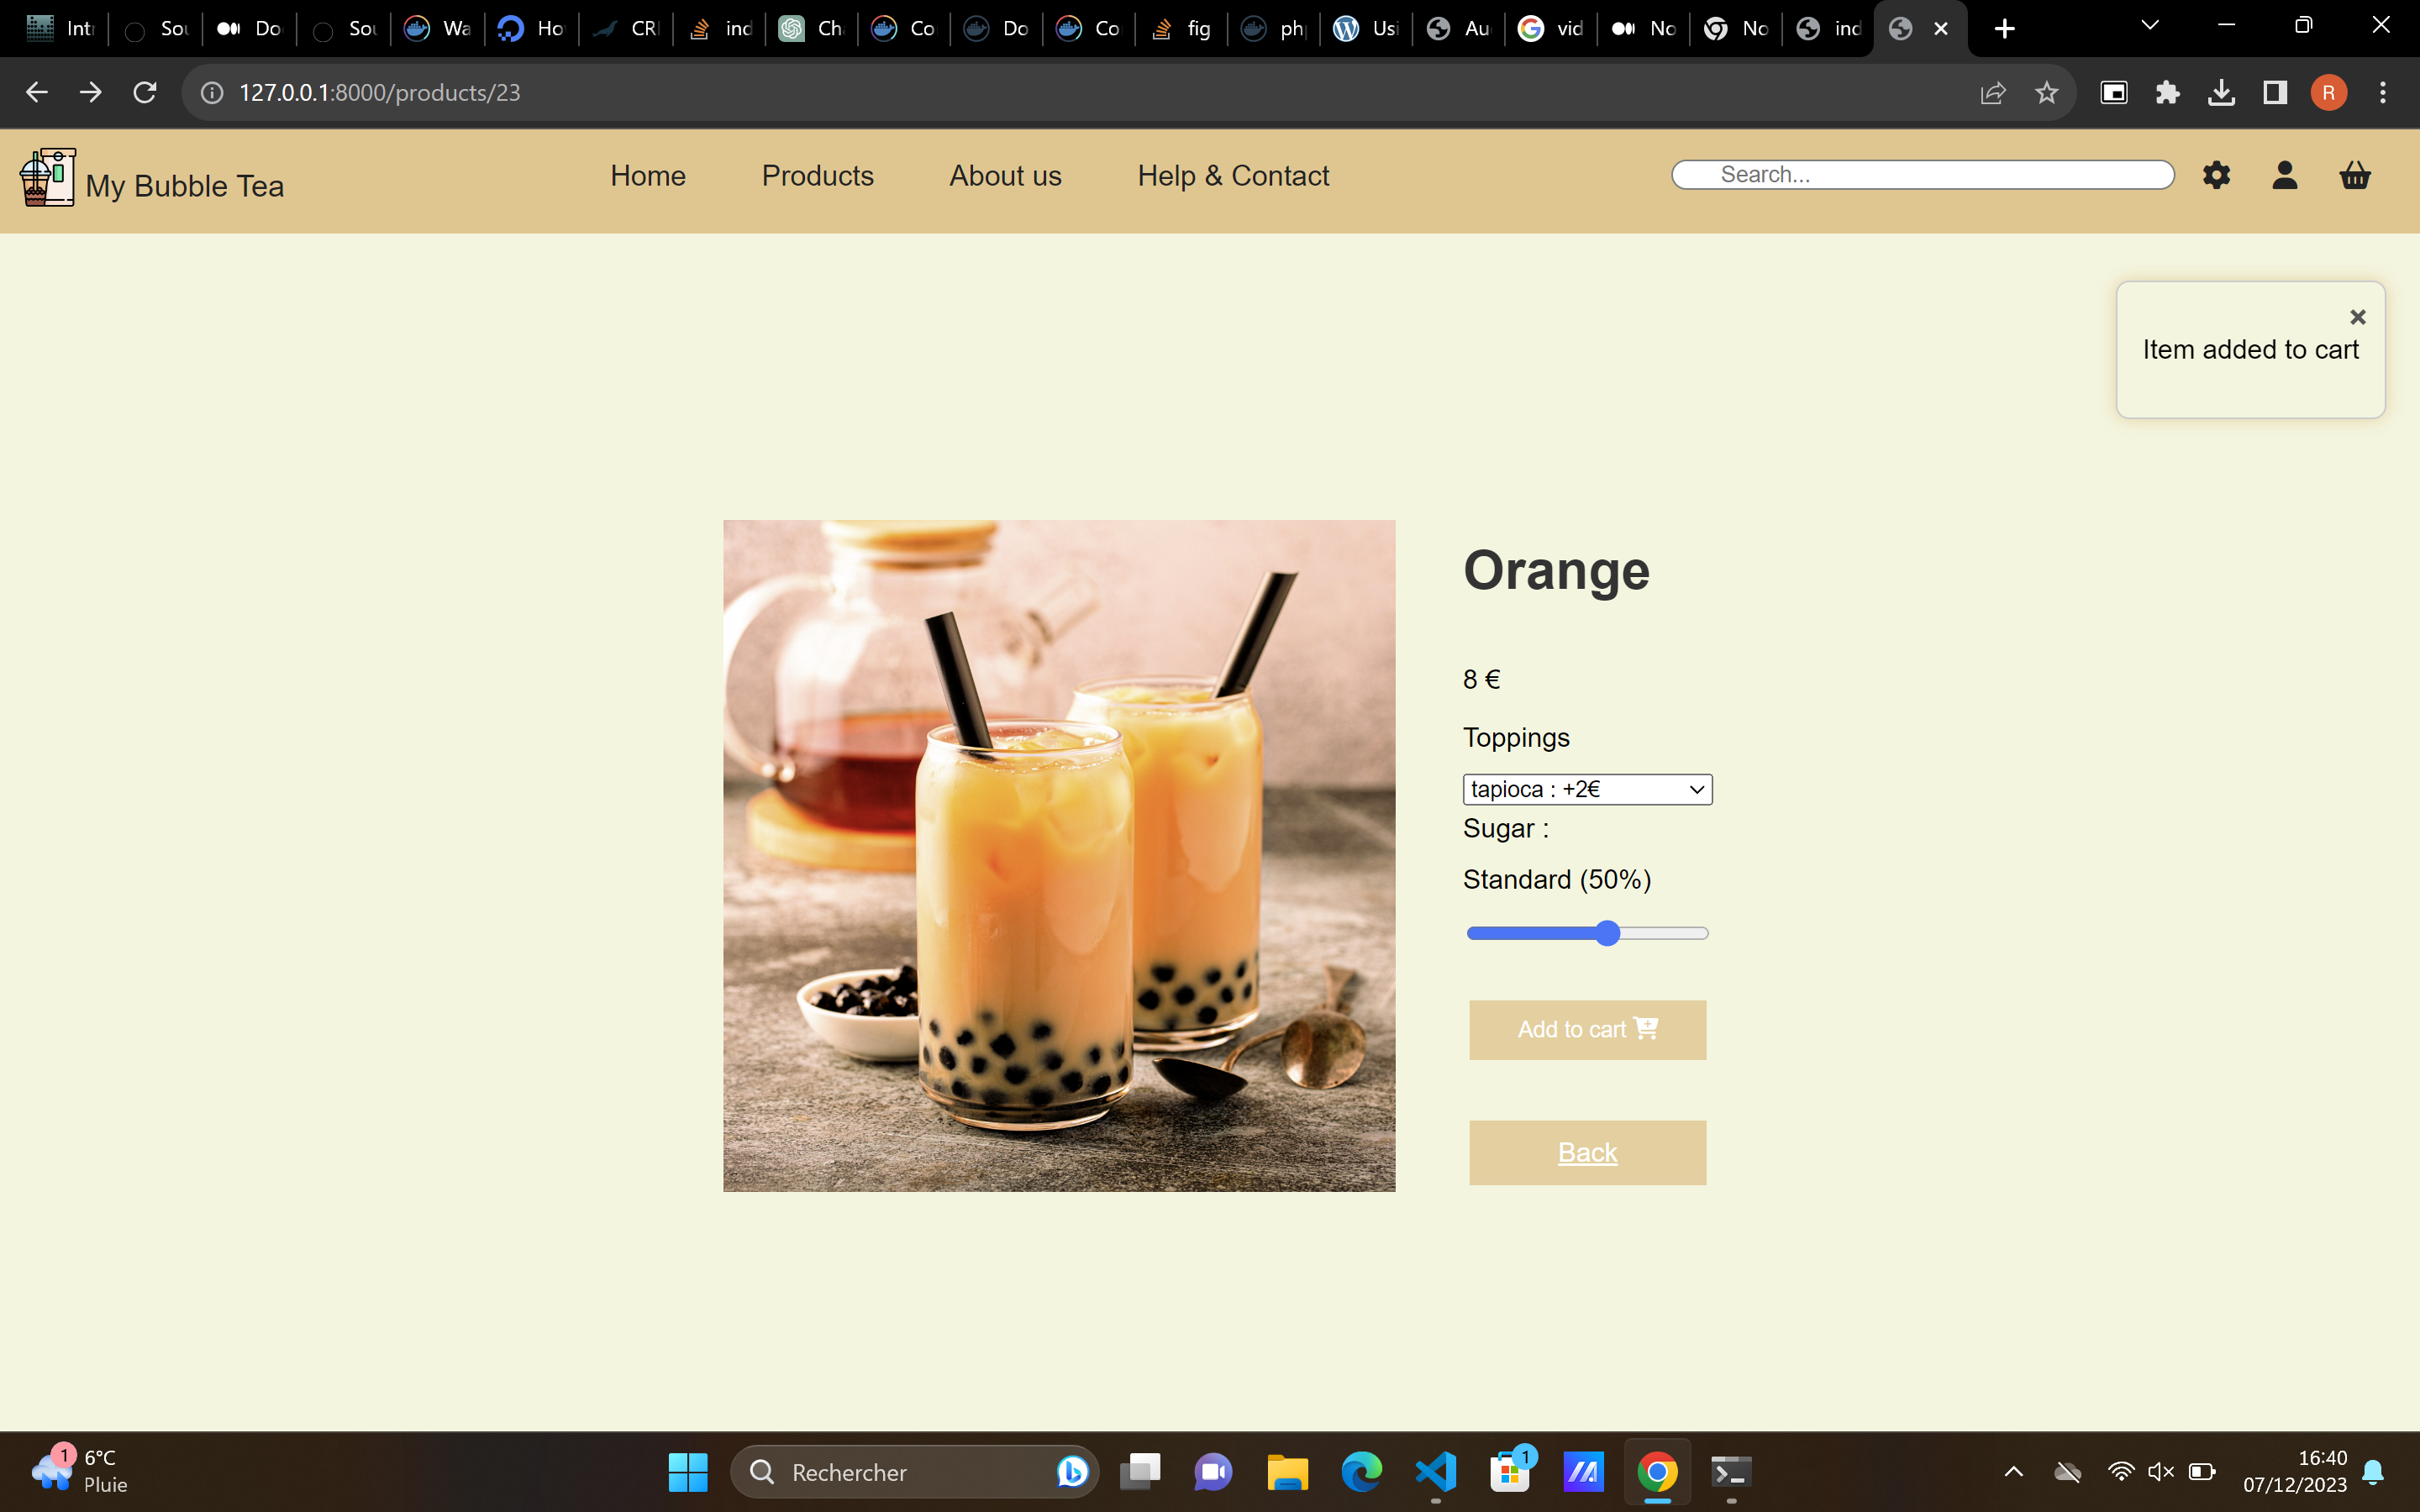 Int Sou Do Sou Wa Ho CRI ind Ch Co Do Co fig ph Usi Au vid No No ind
127.0.0.1:8000/products/23
R
My Bubble Tea
Home Products About us Help & Contact
Search...
Item added to cart
Orange
8 €
Toppings
tapioca : +2€
Sugar :
Standard (50%)
Add to cart
Back
1
6°C
Pluie
Rechercher
1
16:40
07/12/2023